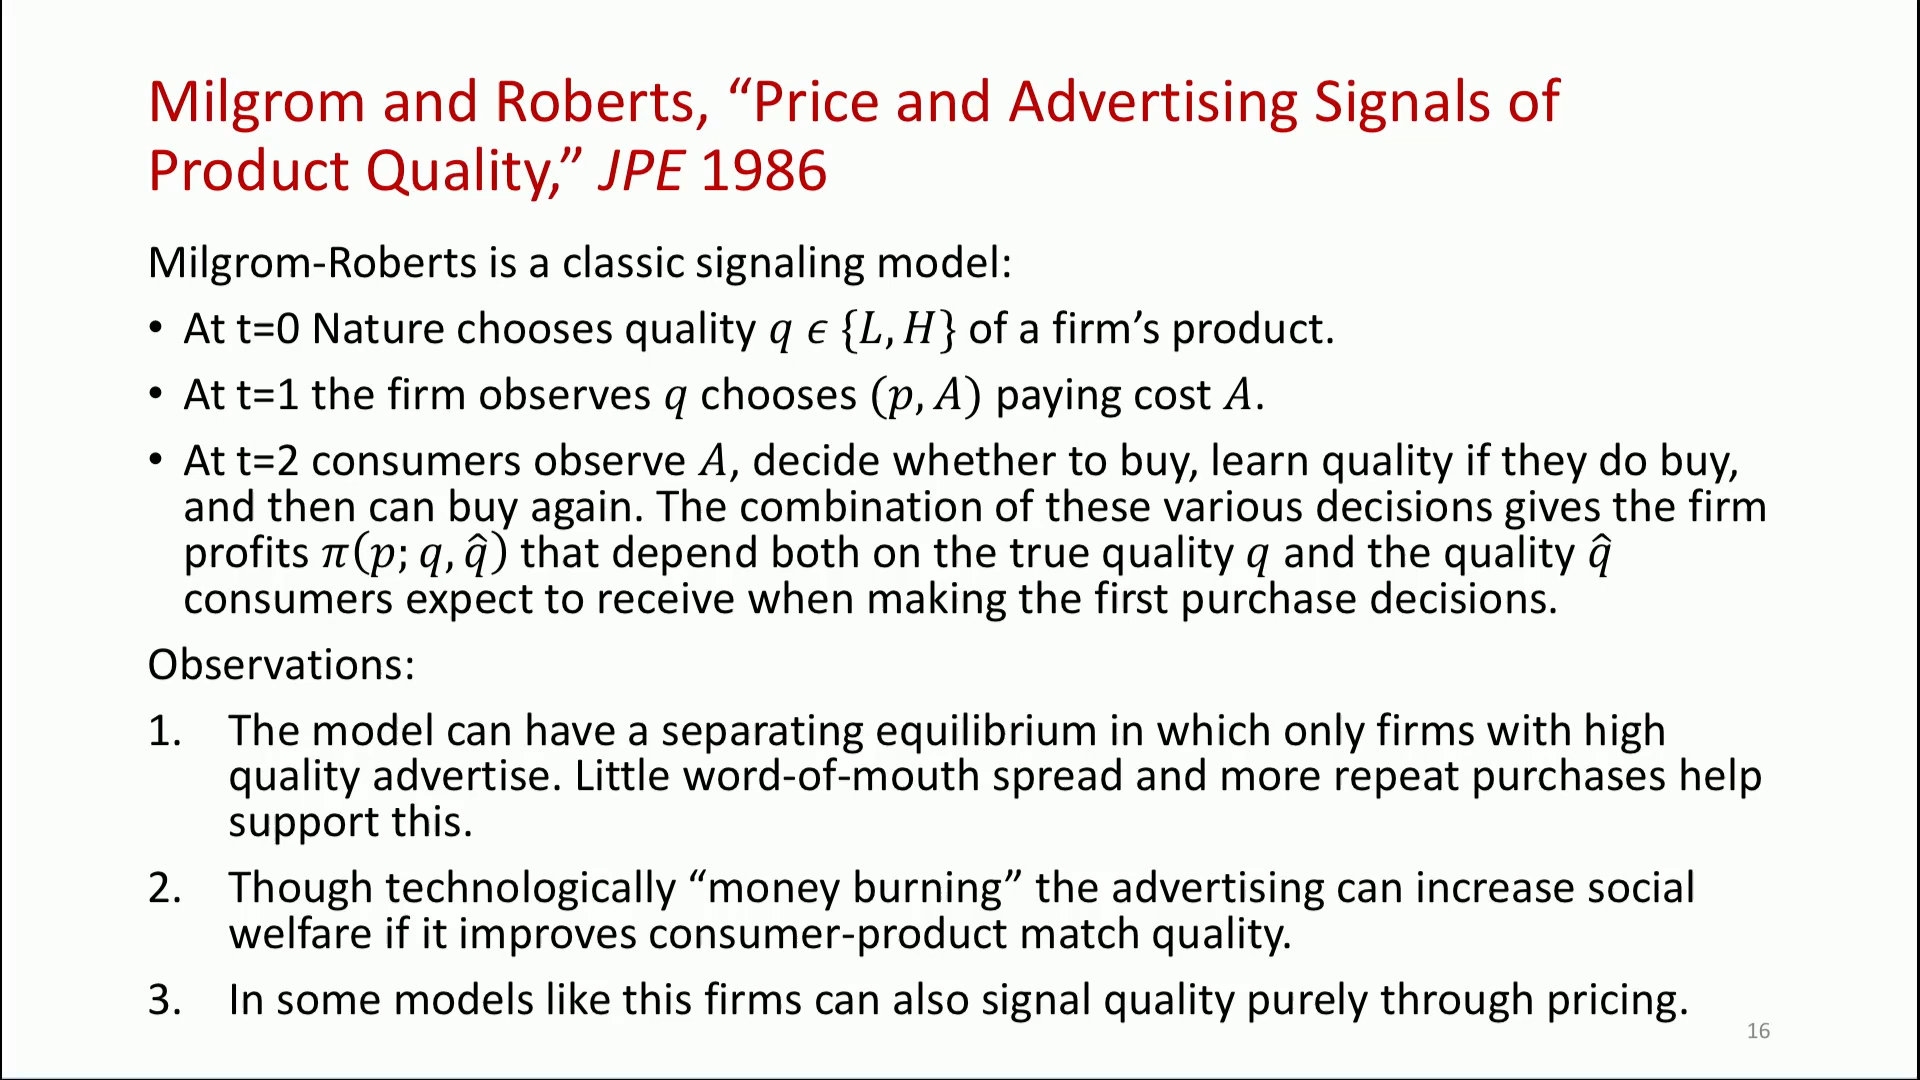 Milgrom and Roberts, “Price and Advertising Signals of
Product Quality,” JPE 1986
Milgrom-Roberts is a classic signaling model:
• At t=0 Nature chooses quality q ϵ {L, H} of a firm’s product.
• At t=1 the firm observes q chooses (p, A) paying cost A.
• At t=2 consumers observe A, decide whether to buy, learn quality if they do buy,
and then can buy again. The combination of these various decisions gives the firm
profits π(p; q, q̂) that depend both on the true quality q and the quality q̂
consumers expect to receive when making the first purchase decisions.
Observations:
1. The model can have a separating equilibrium in which only firms with high
quality advertise. Little word-of-mouth spread and more repeat purchases help
support this.
2. Though technologically “money burning” the advertising can increase social
welfare if it improves consumer-product match quality.
3. In some models like this firms can also signal quality purely through pricing.
16